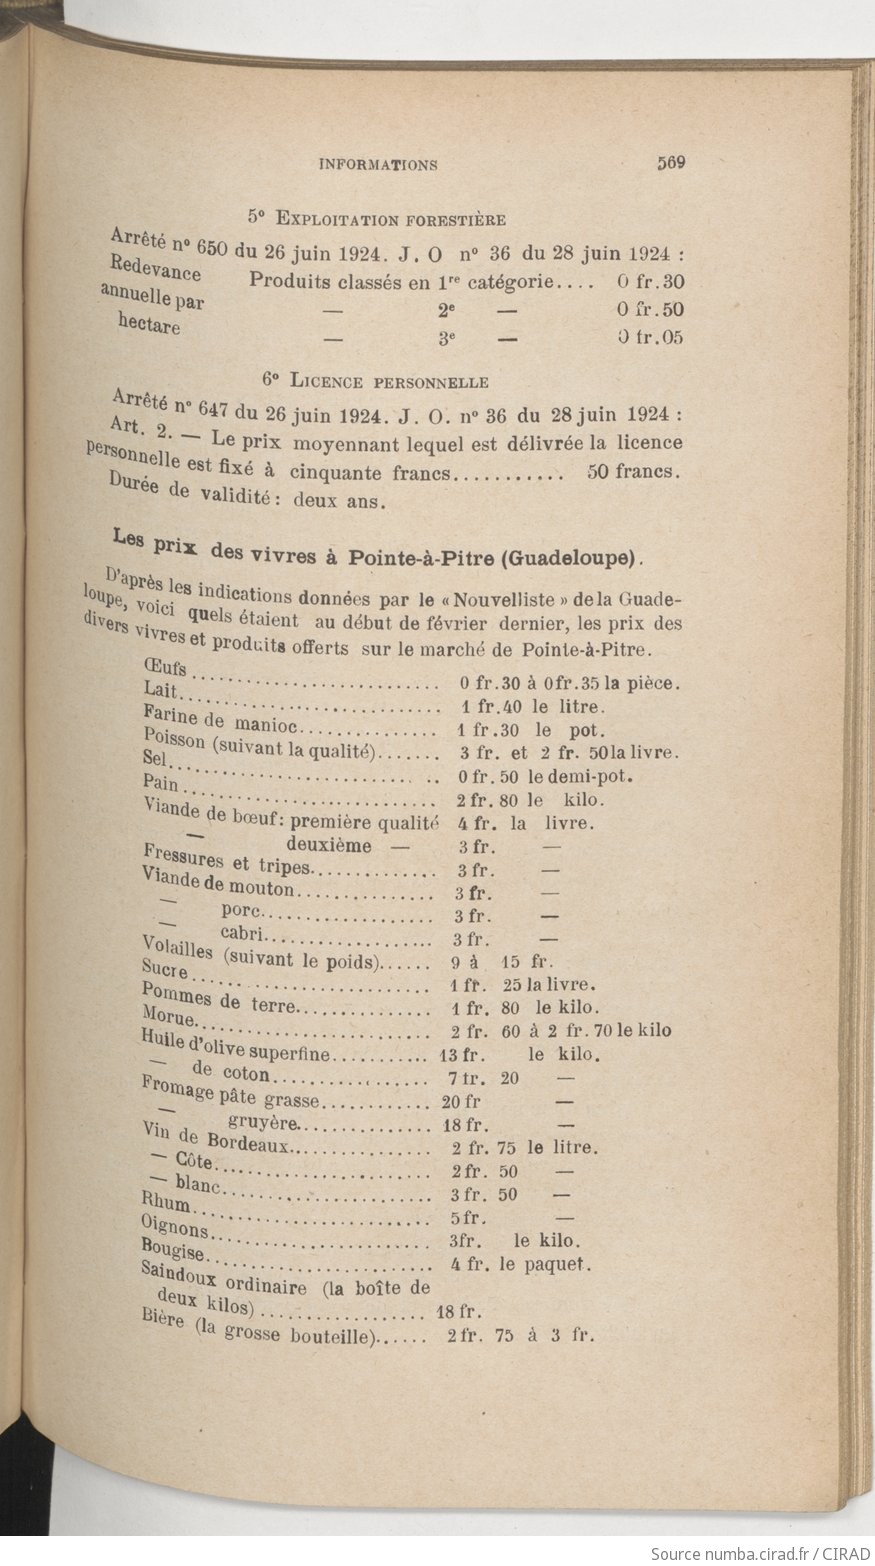 INFORMATIONS 569
5º EXPLOITATION FORESTIÈRE
Arrêté nº 650 du 26 juin 1924. J. O nº 36 du 28 juin 1924 :
Redevance Produits classés en 1re catégorie.... 0 fr.30
annuelle par — 2e — 0 fr.50
hectare — 3e — 0 fr.05
6º LICENCE PERSONNELLE
Arrêté nº 647 du 26 juin 1924. J. O. nº 36 du 28 juin 1924 :
Art. 2. — Le prix moyennant lequel est délivrée la licence
personnelle est fixé à cinquante francs........... 50 francs.
Durée de validité : deux ans.
Les prix des vivres à Pointe-à-Pitre (Guadeloupe).
D'après les indications données par le « Nouvelliste » de la Guade-
loupe, voici quels étaient au début de février dernier, les prix des
divers vivres et produits offerts sur le marché de Pointe-à-Pitre.
Œufs ........................... 0 fr.30 à 0fr.35 la pièce.
Lait............................ 1 fr.40 le litre.
Farine de manioc............... 1 fr.30 le pot.
Poisson (suivant la qualité)....... 3 fr. et 2 fr. 50 la livre.
Sel............................. 0 fr. 50 le demi-pot.
Pain ........................... 2 fr. 80 le kilo.
Viande de bœuf : première qualité 4 fr. la livre.
— deuxième — 3 fr. —
Fressures et tripes.............. 3 fr. —
Viande de mouton............... 3 fr. —
— porc................... 3 fr. —
— cabri................... 3 fr. —
Volailles (suivant le poids)...... 9 à 15 fr.
Sucre .......................... 1 fr. 25 la livre.
Pommes de terre............... 1 fr. 80 le kilo.
Morue.......................... 2 fr. 60 à 2 fr. 70 le kilo
Huile d'olive superfine........... 13 fr. le kilo.
— de coton................. 7 fr. 20 —
Fromage pâte grasse............ 20 fr —
— gruyère................ 18 fr. —
Vin de Bordeaux................ 2 fr. 75 le litre.
— Côte........................ 2 fr. 50 —
— blanc....................... 3 fr. 50 —
Rhum.......................... 5 fr. —
Oignons........................ 3fr. le kilo.
Bougise......................... 4 fr. le paquet.
Saindoux ordinaire (la boîte de
deux kilos) .................. 18 fr.
Bière (la grosse bouteille)...... 2 fr. 75 à 3 fr.
Source numba.cirad.fr / CIRAD